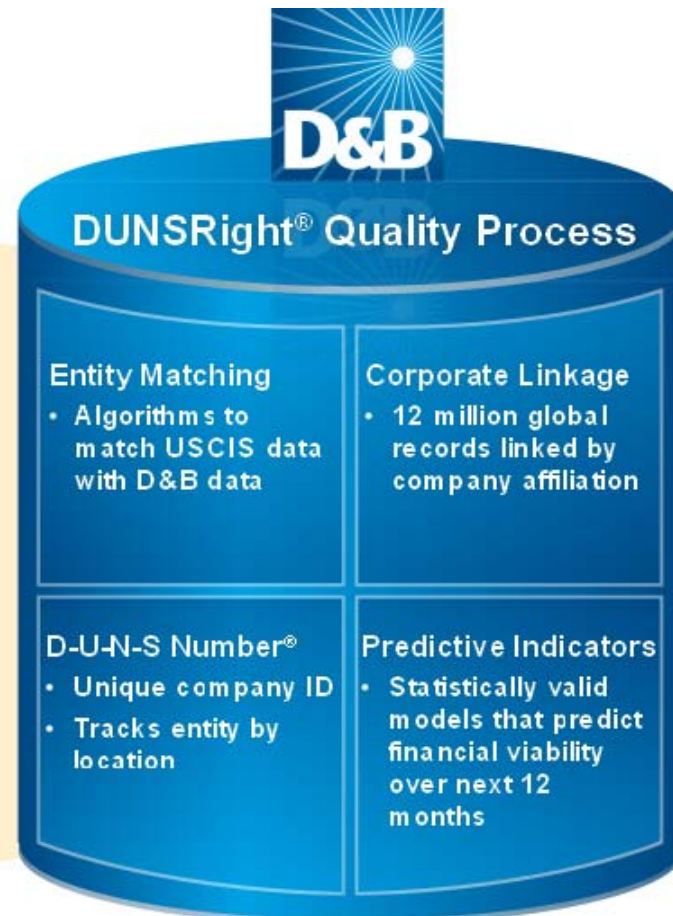 D&B
DUNSRight® Quality Process
Entity Matching
• Algorithms to
match USCIS data
with D&B data
Corporate Linkage
• 12 million global
records linked by
company affiliation
D-U-N-S Number®
• Unique company ID
• Tracks entity by
location
Predictive Indicators
• Statistically valid
models that predict
financial viability
over next 12
months